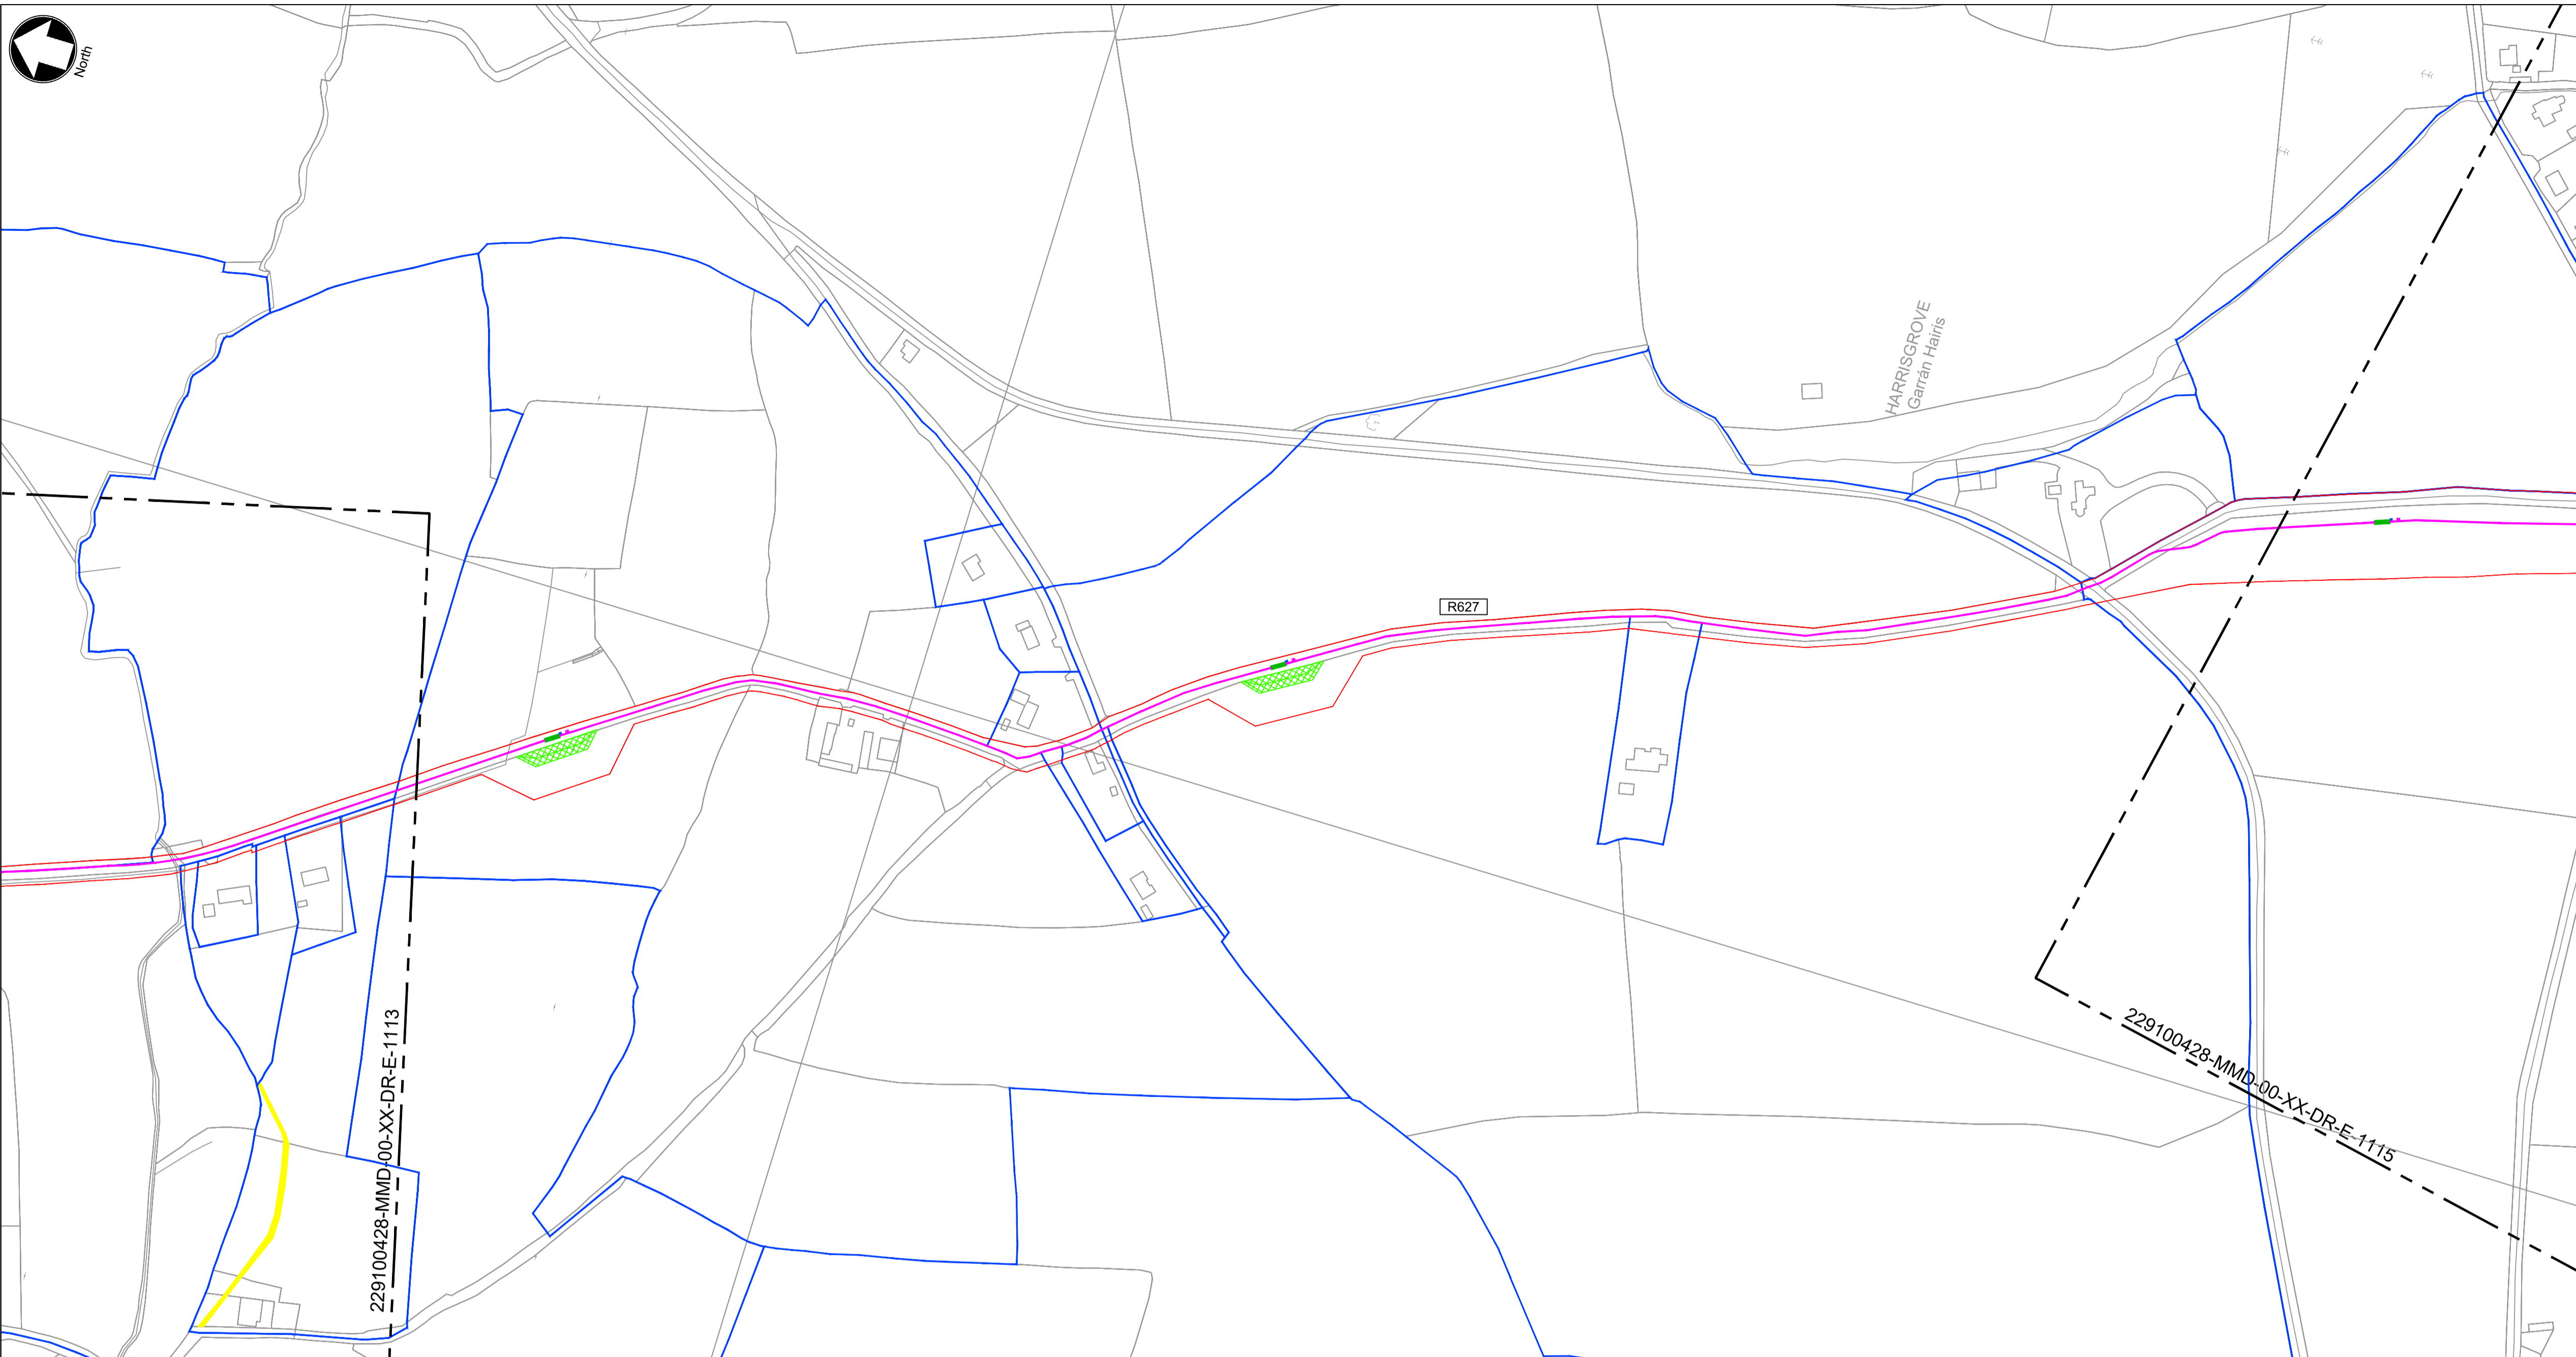 North
HARRISGROVE
Garrán Hairis
R627
229100428-MMD-00-XX-DR-E-1113
229100428-MMD-00-XX-DR-E-1115